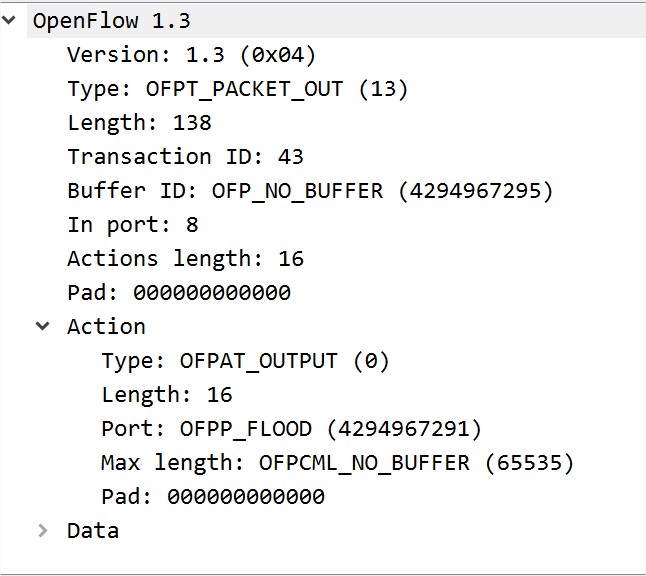 OpenFlow 1.3
Version: 1.3 (0x04)
Type: OFPT_PACKET_OUT (13)
Length: 138
Transaction ID: 43
Buffer ID: OFP_NO_BUFFER (4294967295)
In port: 8
Actions length: 16
Pad: 000000000000
Action
Type: OFPAT_OUTPUT (0)
Length: 16
Port: OFPP_FLOOD (4294967291)
Max length: OFPCML_NO_BUFFER (65535)
Pad: 000000000000
Data